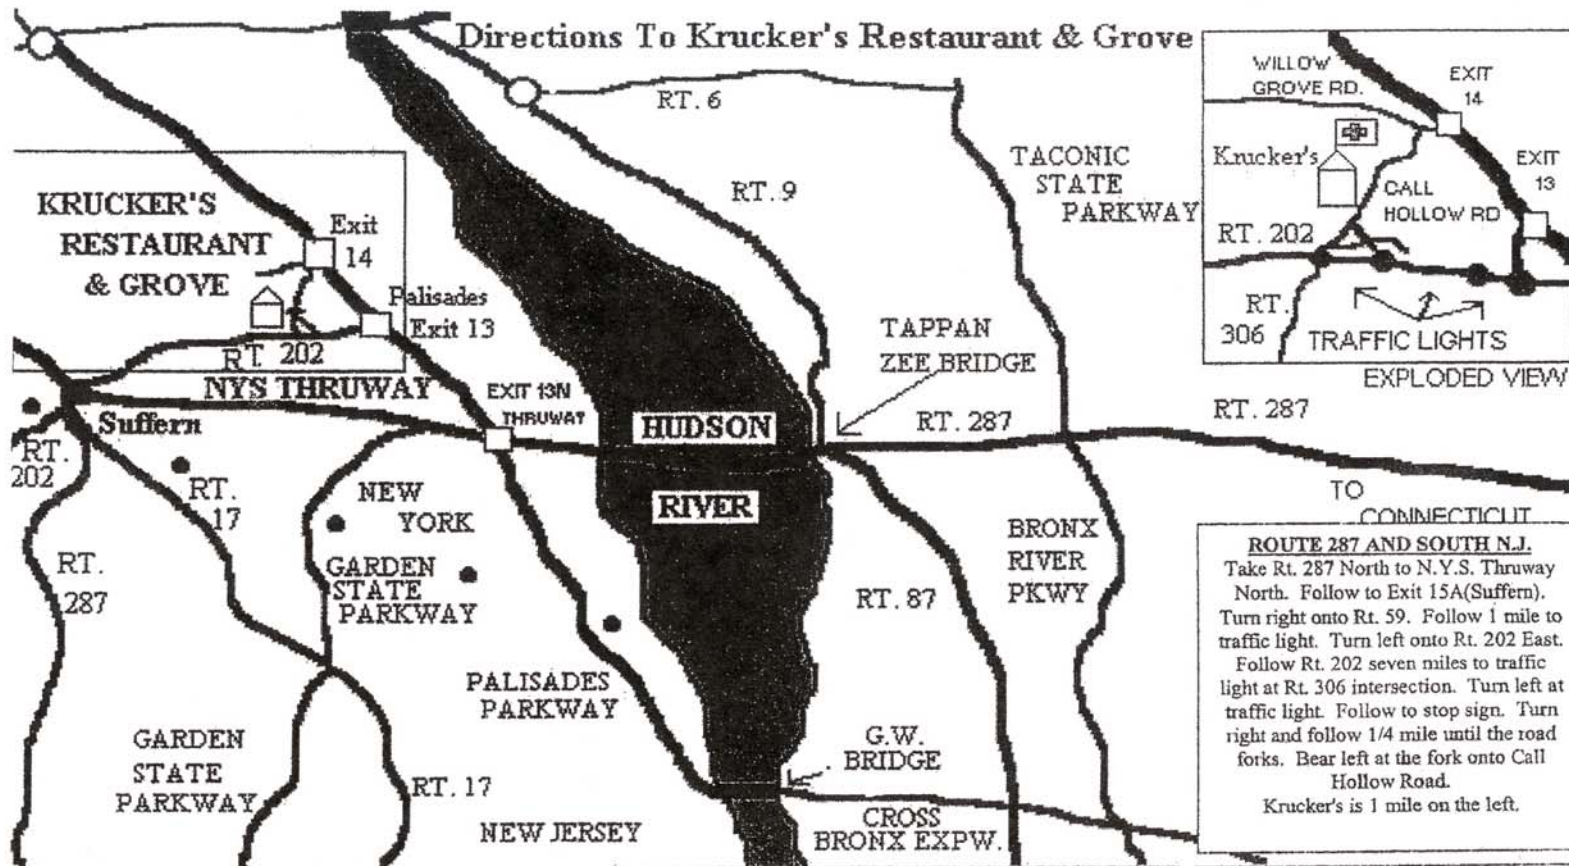 Directions To Krucker's Restaurant & Grove
RT. 6
TACONIC
STATE
PARKWAY
RT. 9
KRUCKER'S
RESTAURANT
& GROVE
Exit
14
Palisades
Exit 13
RT 202
NYS THRUWAY
EXIT 13N
THRUWAY
Suffern
RT.
202
RT.
17
RT.
287
NEW
YORK
GARDEN
STATE
PARKWAY
HUDSON
RIVER
TAPPAN
ZEE BRIDGE
RT. 287
RT. 287
TO
CONNECTICUT
BRONX
RIVER
PKWY
RT. 87
PALISADES
PARKWAY
GARDEN
STATE
PARKWAY
RT. 17
NEW JERSEY
G.W.
BRIDGE
CROSS
BRONX EXPW.
WILLOW
GROVE RD.
EXIT
14
EXIT
13
Krucker's
CALL
HOLLOW RD
RT. 202
RT.
306
TRAFFIC LIGHTS
EXPLODED VIEW
ROUTE 287 AND SOUTH N.J.
Take Rt. 287 North to N.Y.S. Thruway
North. Follow to Exit 15A(Suffern).
Turn right onto Rt. 59. Follow 1 mile to
traffic light. Turn left onto Rt. 202 East.
Follow Rt. 202 seven miles to traffic
light at Rt. 306 intersection. Turn left at
traffic light. Follow to stop sign. Turn
right and follow 1/4 mile until the road
forks. Bear left at the fork onto Call
Hollow Road.
Krucker's is 1 mile on the left.